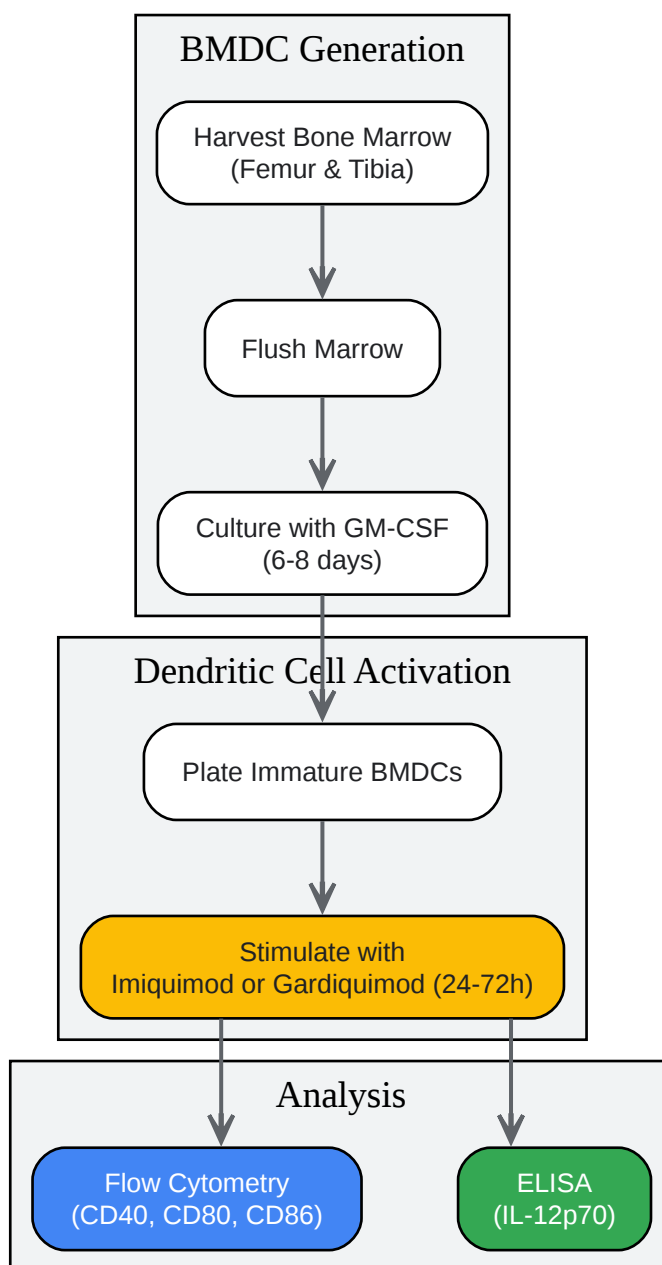 BMDC Generation
Harvest Bone Marrow
(Femur & Tibia)
Flush Marrow
Culture with GM-CSF
(6-8 days)
Dendritic Cell Activation
Plate Immature BMDCs
Stimulate with
Imiquimod or Gardiquimod (24-72h)
Analysis
Flow Cytometry
(CD40, CD80, CD86)
ELISA
(IL-12p70)